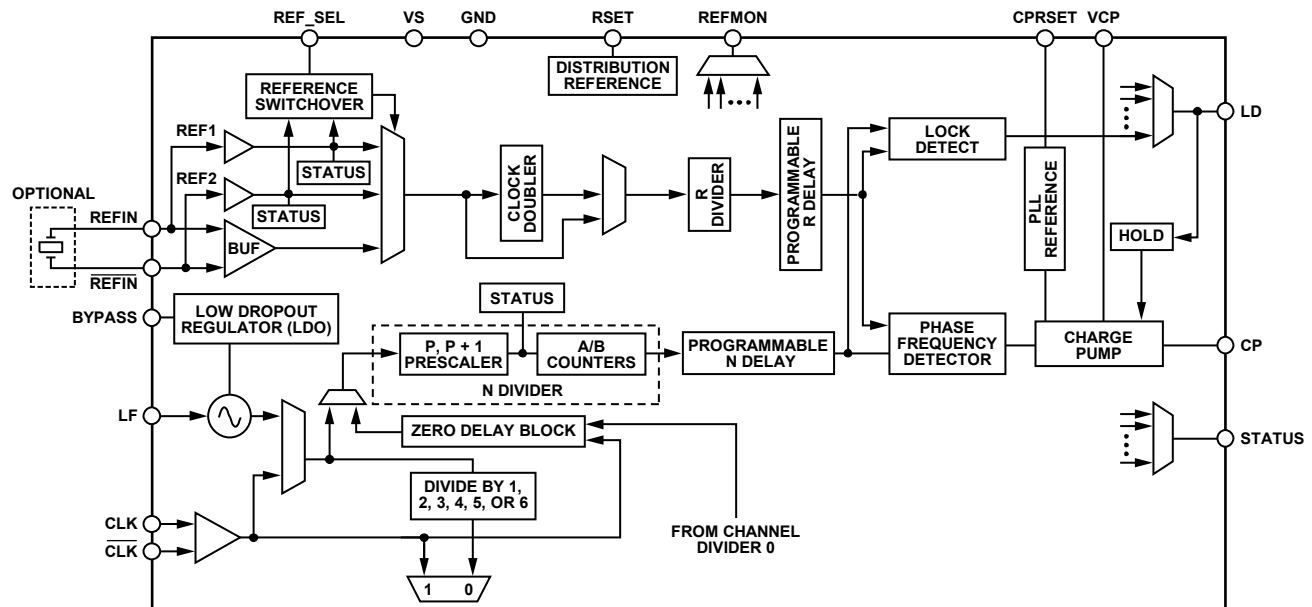 REF_SEL
VS
GND
RSET
REFMON
CPRSET
VCP
REFERENCE
SWITCHOVER
DISTRIBUTION
REFERENCE
REF1
STATUS
REF2
STATUS
OPTIONAL
REFIN
BUF
REFIN
CLOCK
DOUBLER
R
DIVIDER
PROGRAMMABLE
R DELAY
LOCK
DETECT
LD
PLL
REFERENCE
HOLD
BYPASS
LOW DROPOUT
REGULATOR (LDO)
STATUS
P, P + 1
PRESCALER
A/B
COUNTERS
N DIVIDER
PROGRAMMABLE
N DELAY
PHASE
FREQUENCY
DETECTOR
CHARGE
PUMP
CP
LF
ZERO DELAY BLOCK
STATUS
DIVIDE BY 1,
2, 3, 4, 5, OR 6
CLK
CLK
FROM CHANNEL
DIVIDER 0
1 0